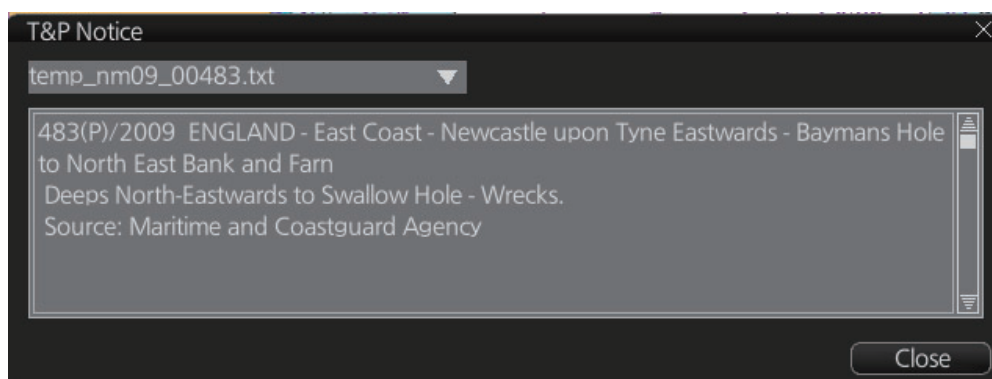 T&P Notice
temp_nm09_00483.txt
483(P)/2009 ENGLAND - East Coast - Newcastle upon Tyne Eastwards - Baymans Hole
to North East Bank and Farn
Deeps North-Eastwards to Swallow Hole - Wrecks.
Source: Maritime and Coastguard Agency
Close